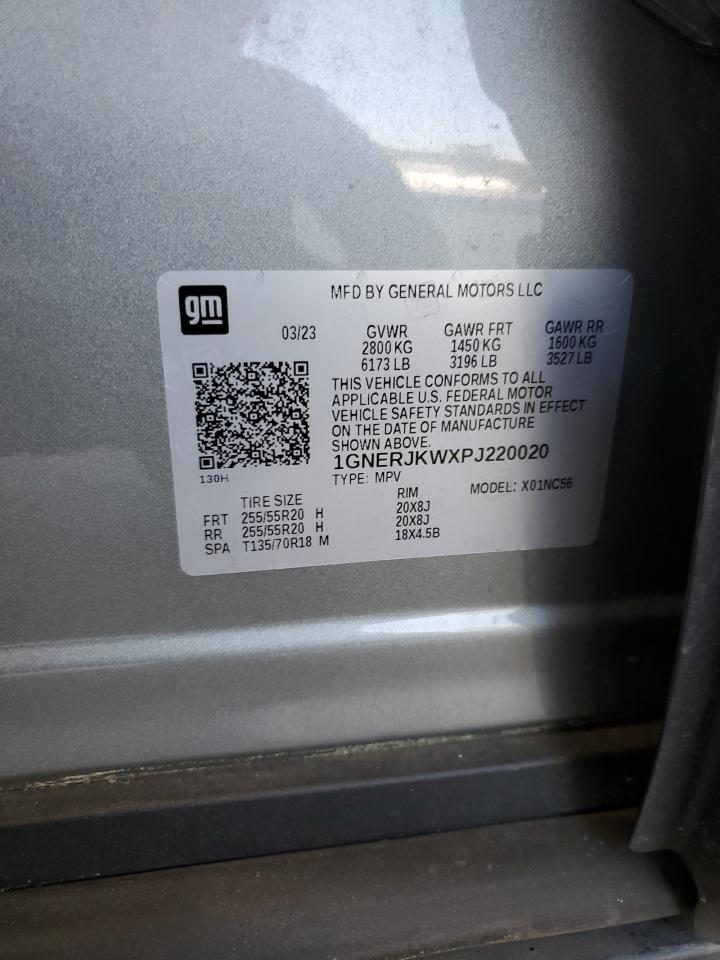 gm
MFD BY GENERAL MOTORS LLC
03/23 GVWR GAWR FRT GAWR RR
2800 KG 1450 KG 1600 KG
6173 LB 3196 LB 3527 LB
THIS VEHICLE CONFORMS TO ALL
APPLICABLE U.S. FEDERAL MOTOR
VEHICLE SAFETY STANDARDS IN EFFECT
ON THE DATE OF MANUFACTURE
SHOWN ABOVE.
1GNERJKWXPJ220020
130H
TYPE: MPV MODEL: X01NC56
TIRE SIZE RIM
FRT 255/55R20 H 20X8J
RR 255/55R20 H 20X8J
SPA T135/70R18 M 18X4.5B